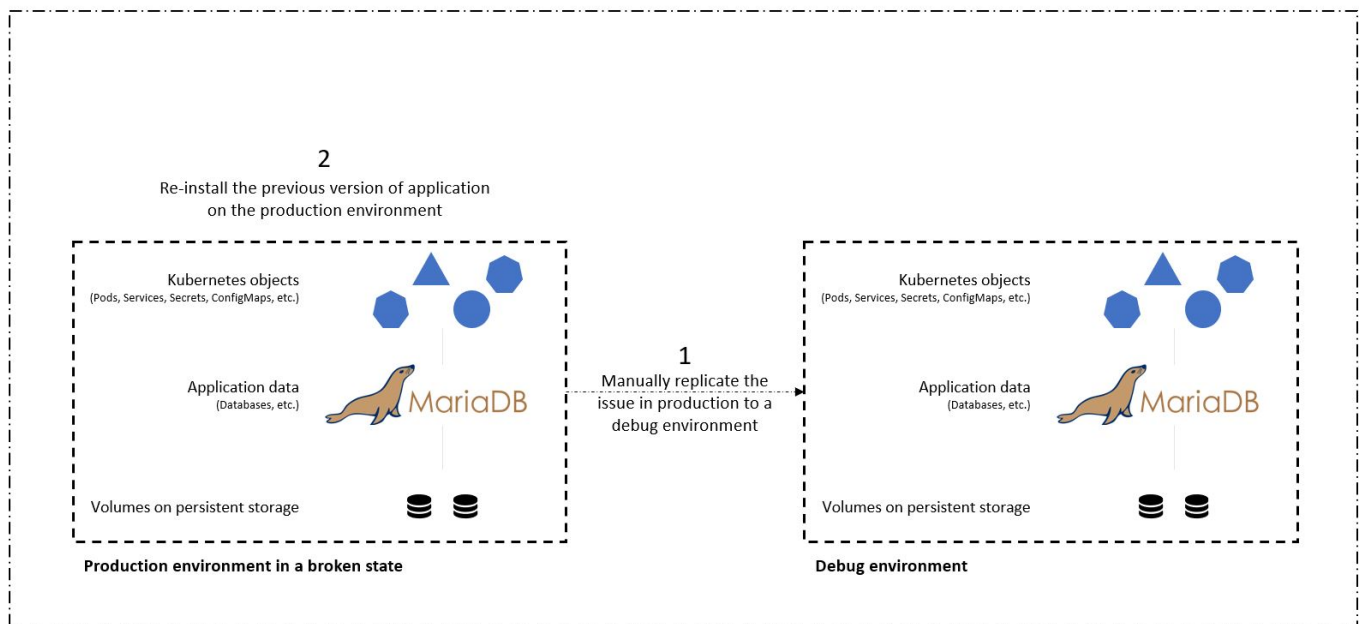 2
Re-install the previous version of application
on the production environment
Kubernetes objects
(Pods, Services, Secrets, ConfigMaps, etc.)
Application data
(Databases, etc.)
MariaDB
Volumes on persistent storage
Production environment in a broken state
1
Manually replicate the
issue in production to a
debug environment
Kubernetes objects
(Pods, Services, Secrets, ConfigMaps, etc.)
Application data
(Databases, etc.)
MariaDB
Volumes on persistent storage
Debug environment